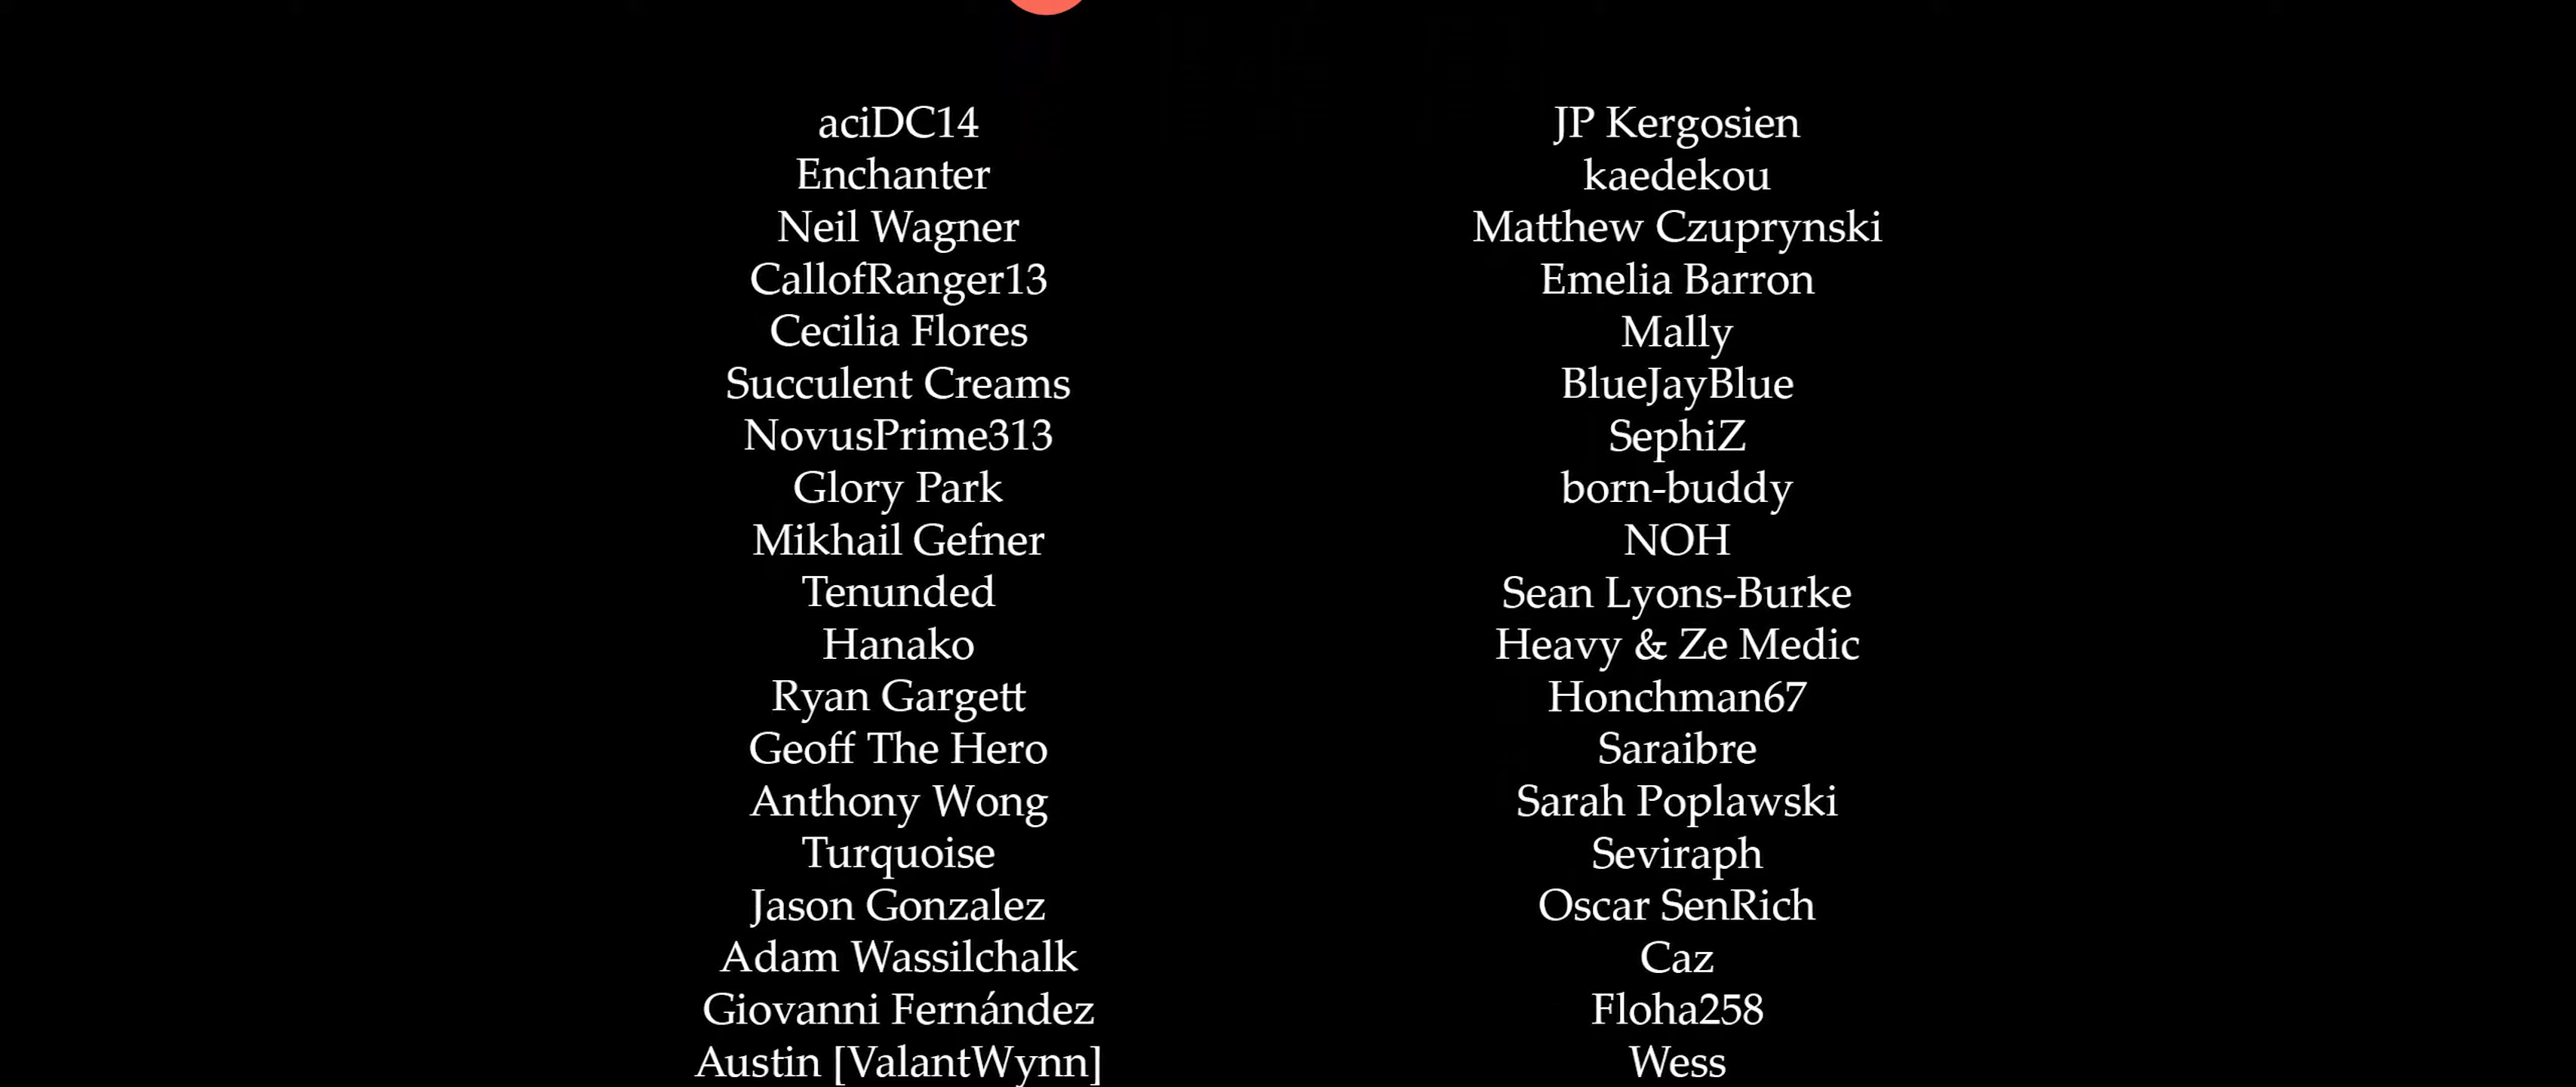 aciDC14
Enchanter
Neil Wagner
CallofRanger13
Cecilia Flores
Succulent Creams
NovusPrime313
Glory Park
Mikhail Gefner
Tenunded
Hanako
Ryan Gargett
Geoff The Hero
Anthony Wong
Turquoise
Jason Gonzalez
Adam Wassilchalk
Giovanni Fernández
Austin [ValantWynn]
JP Kergosien
kaedekou
Matthew Czuprynski
Emelia Barron
Mally
BlueJayBlue
SephiZ
born-buddy
NOH
Sean Lyons-Burke
Heavy & Ze Medic
Honchman67
Saraibre
Sarah Poplawski
Seviraph
Oscar SenRich
Caz
Floha258
Wess